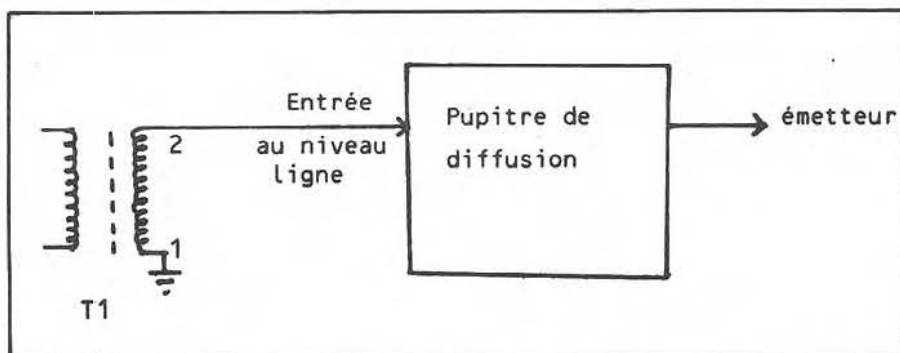 Entrée
au niveau
ligne
Pupitre de
diffusion
émetteur
2
1
T1